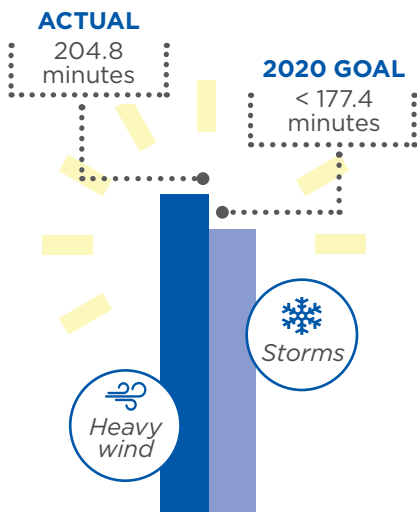 ACTUAL
204.8
minutes
2020 GOAL
< 177.4
minutes
Storms
Heavy
wind